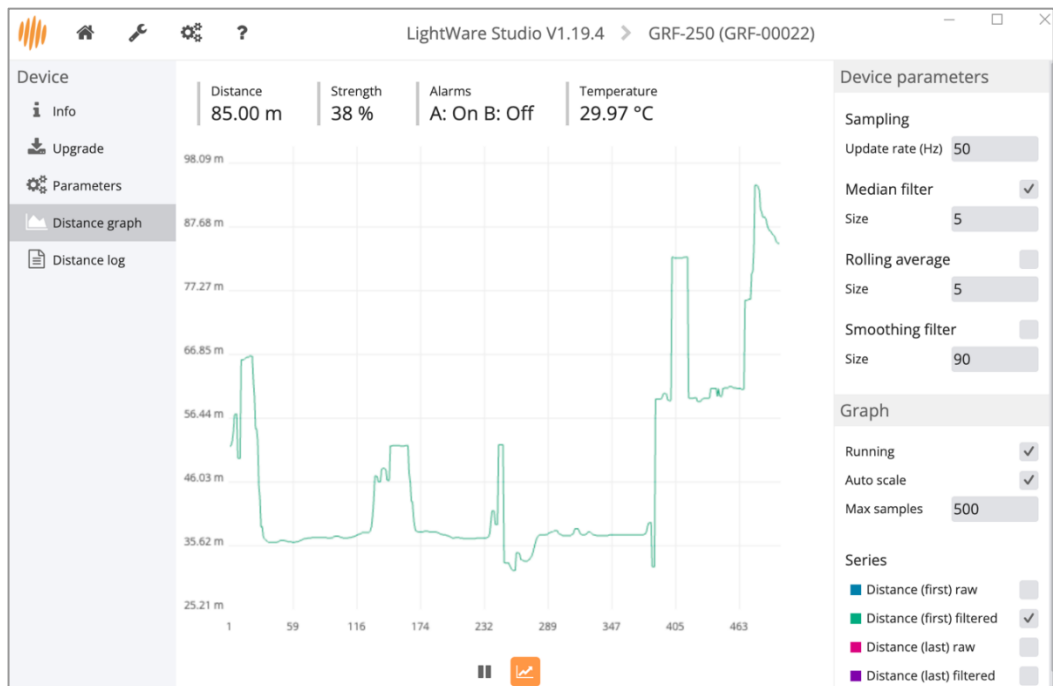 ?
LightWare Studio V1.19.4 > GRF-250 (GRF-00022)
Device
Info
Upgrade
Parameters
Distance graph
Distance log
Distance Strength Alarms Temperature
85.00 m 38 % A: On B: Off 29.97 °C
98.09 m
87.68 m
77.27 m
66.85 m
56.44 m
46.03 m
35.62 m
25.21 m
1 59 116 174 232 289 347 405 463
Device parameters
Sampling
Update rate (Hz) 50
Median filter
Size 5
Rolling average
Size 5
Smoothing filter
Size 90
Graph
Running
Auto scale
Max samples 500
Series
Distance (first) raw
Distance (first) filtered
Distance (last) raw
Distance (last) filtered